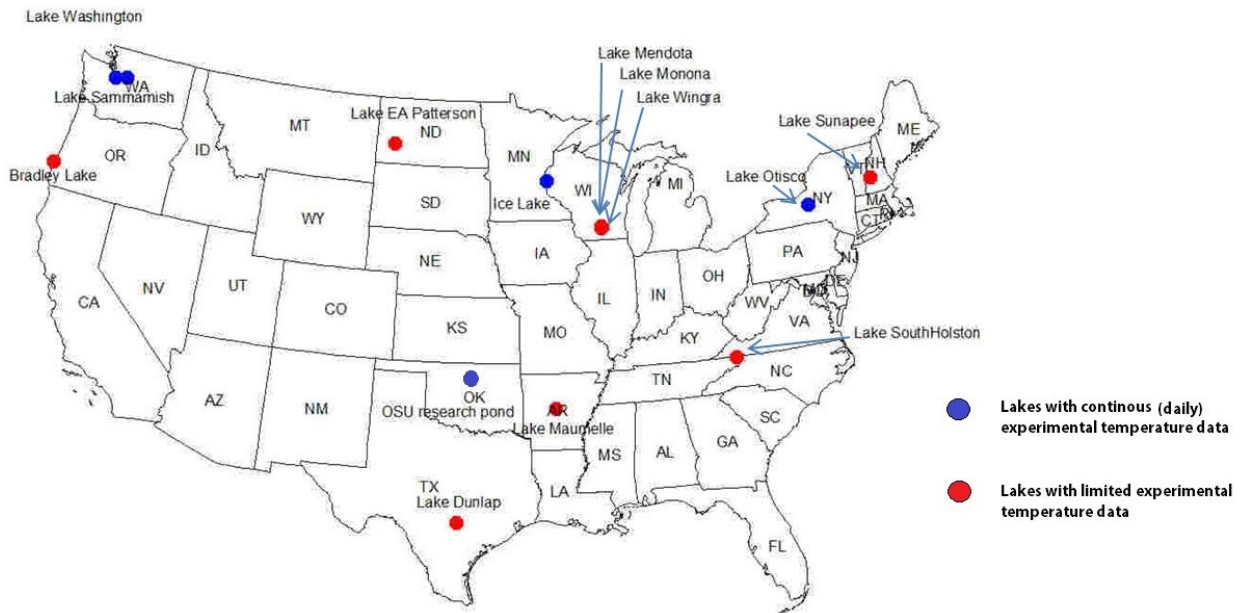 Lake Washington
WA
Lake Sammamish
MT
Lake EA Patterson
ND
OR
ID
Bradley Lake
WY
SD
MN
Ice Lake
WI
Lake Mendota
Lake Monona
Lake Wingra
MI
Lake Sunapee
ME
VT
NH
Lake Otisco
NY
MA
CT
RI
CA
NV
UT
CO
NE
IA
KS
MO
IL
IN
OH
PA
NJ
DE
WV
VA
KY
Lake SouthHolston
AZ
NM
OK
OSU research pond
AR
Lake Maumelle
TN
NC
SC
MS
AL
GA
TX
Lake Dunlap
LA
FL
Lakes with continous (daily)
experimental temperature data
Lakes with limited experimental
temperature data